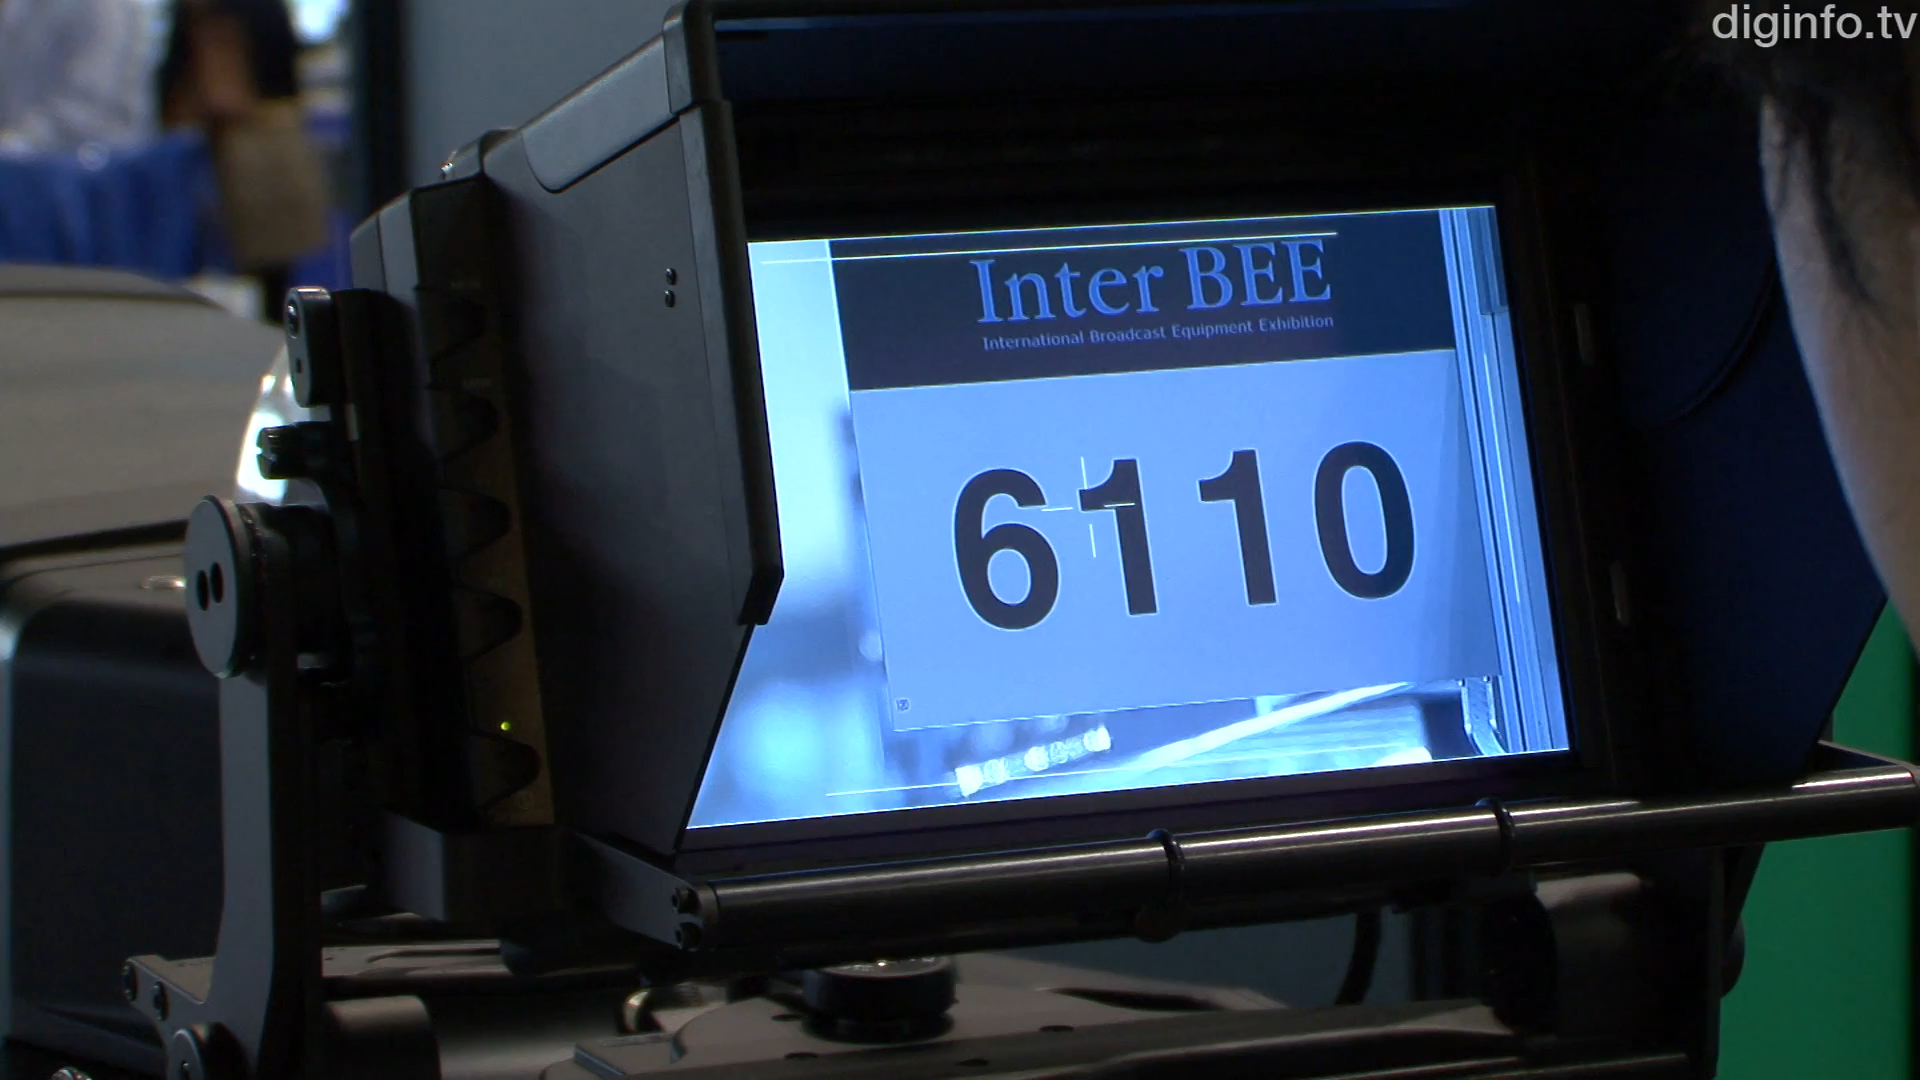 diginfo.tv
Inter BEE
International Broadcast Equipment Exhibition
6110